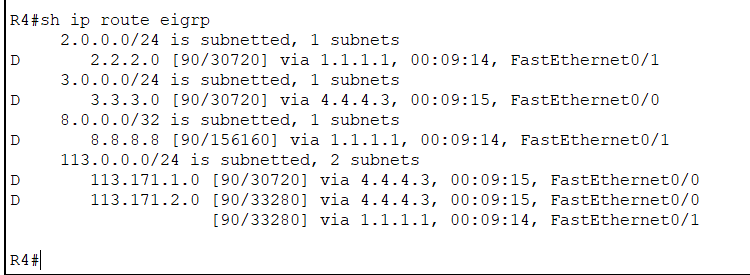 R4#sh ip route eigrp
     2.0.0.0/24 is subnetted, 1 subnets
D       2.2.2.0 [90/30720] via 1.1.1.1, 00:09:14, FastEthernet0/1
     3.0.0.0/24 is subnetted, 1 subnets
D       3.3.3.0 [90/30720] via 4.4.4.3, 00:09:15, FastEthernet0/0
     8.0.0.0/32 is subnetted, 1 subnets
D       8.8.8.8 [90/156160] via 1.1.1.1, 00:09:14, FastEthernet0/1
     113.0.0.0/24 is subnetted, 2 subnets
D       113.171.1.0 [90/30720] via 4.4.4.3, 00:09:15, FastEthernet0/0
D       113.171.2.0 [90/33280] via 4.4.4.3, 00:09:15, FastEthernet0/0
                    [90/33280] via 1.1.1.1, 00:09:14, FastEthernet0/1
R4#